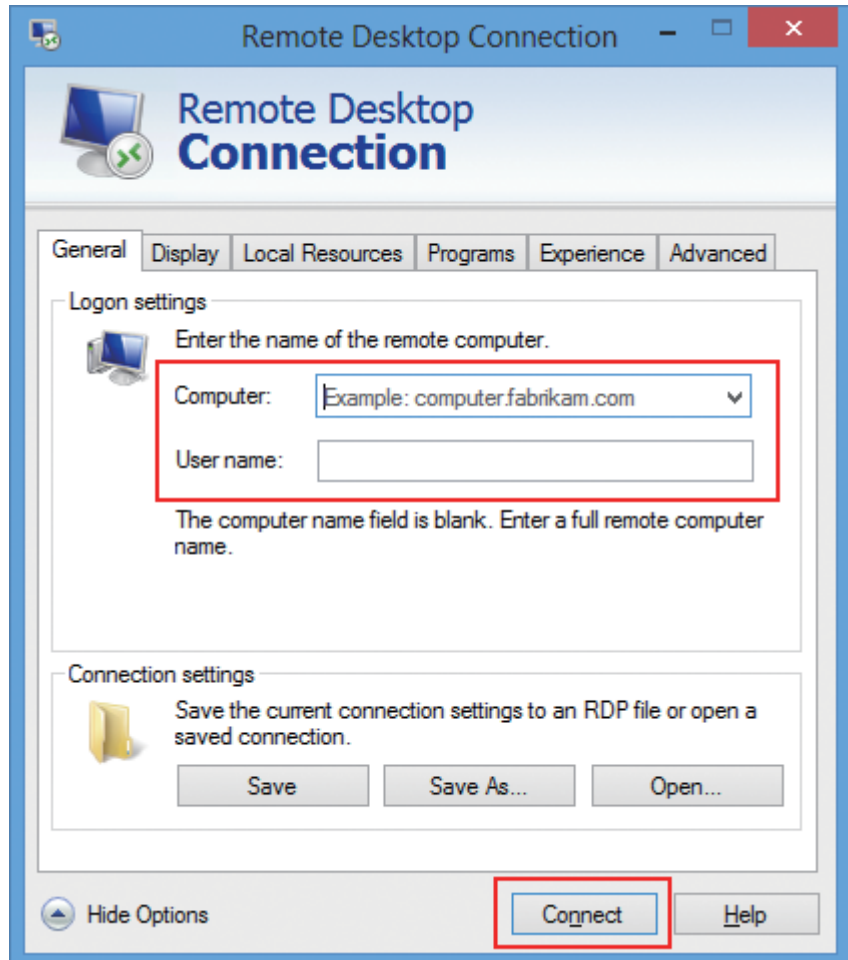 Remote Desktop Connection
Remote Desktop
Connection
General Display Local Resources Programs Experience Advanced
Logon settings
Enter the name of the remote computer.
Computer: Example: computer.fabrikam.com
User name:
The computer name field is blank. Enter a full remote computer
name.
Connection settings
Save the current connection settings to an RDP file or open a
saved connection.
Save Save As... Open...
Hide Options Connect Help